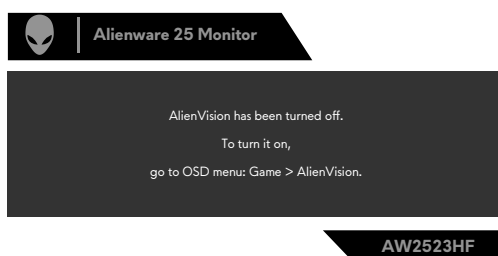 Alienware 25 Monitor
AlienVision has been turned off.
To turn it on,
go to OSD menu: Game > AlienVision.
AW2523HF